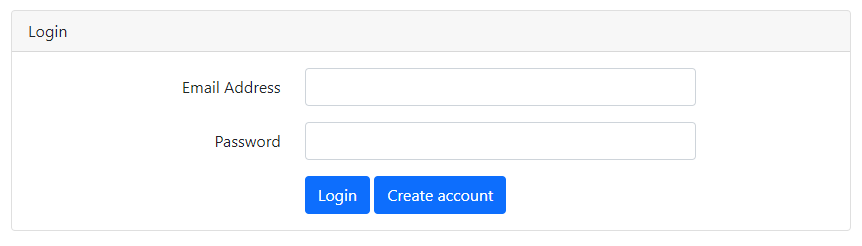 Login
Email Address
Password
Login Create account